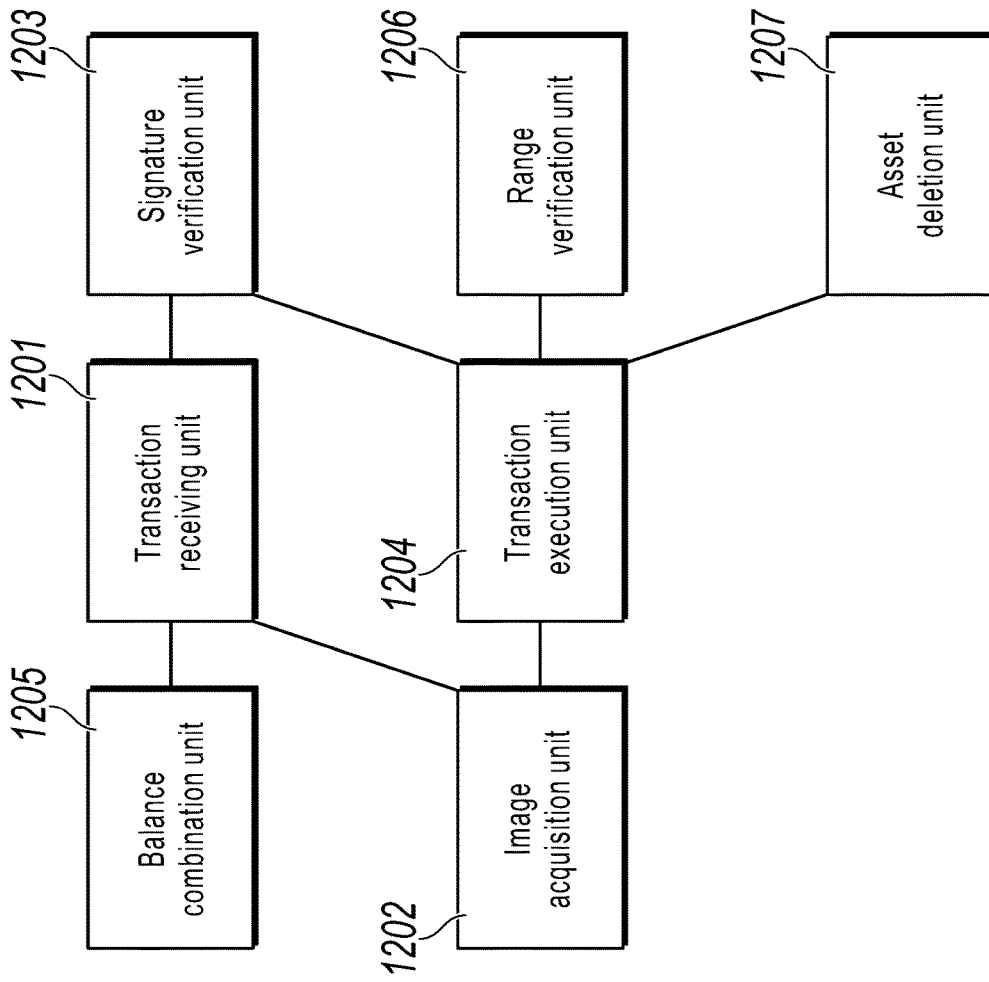 1205
Balance
combination unit
1201
Transaction
receiving unit
1203
Signature
verification unit
1202
Image
acquisition unit
1204
Transaction
execution unit
1206
Range
verification unit
1207
Asset
deletion unit